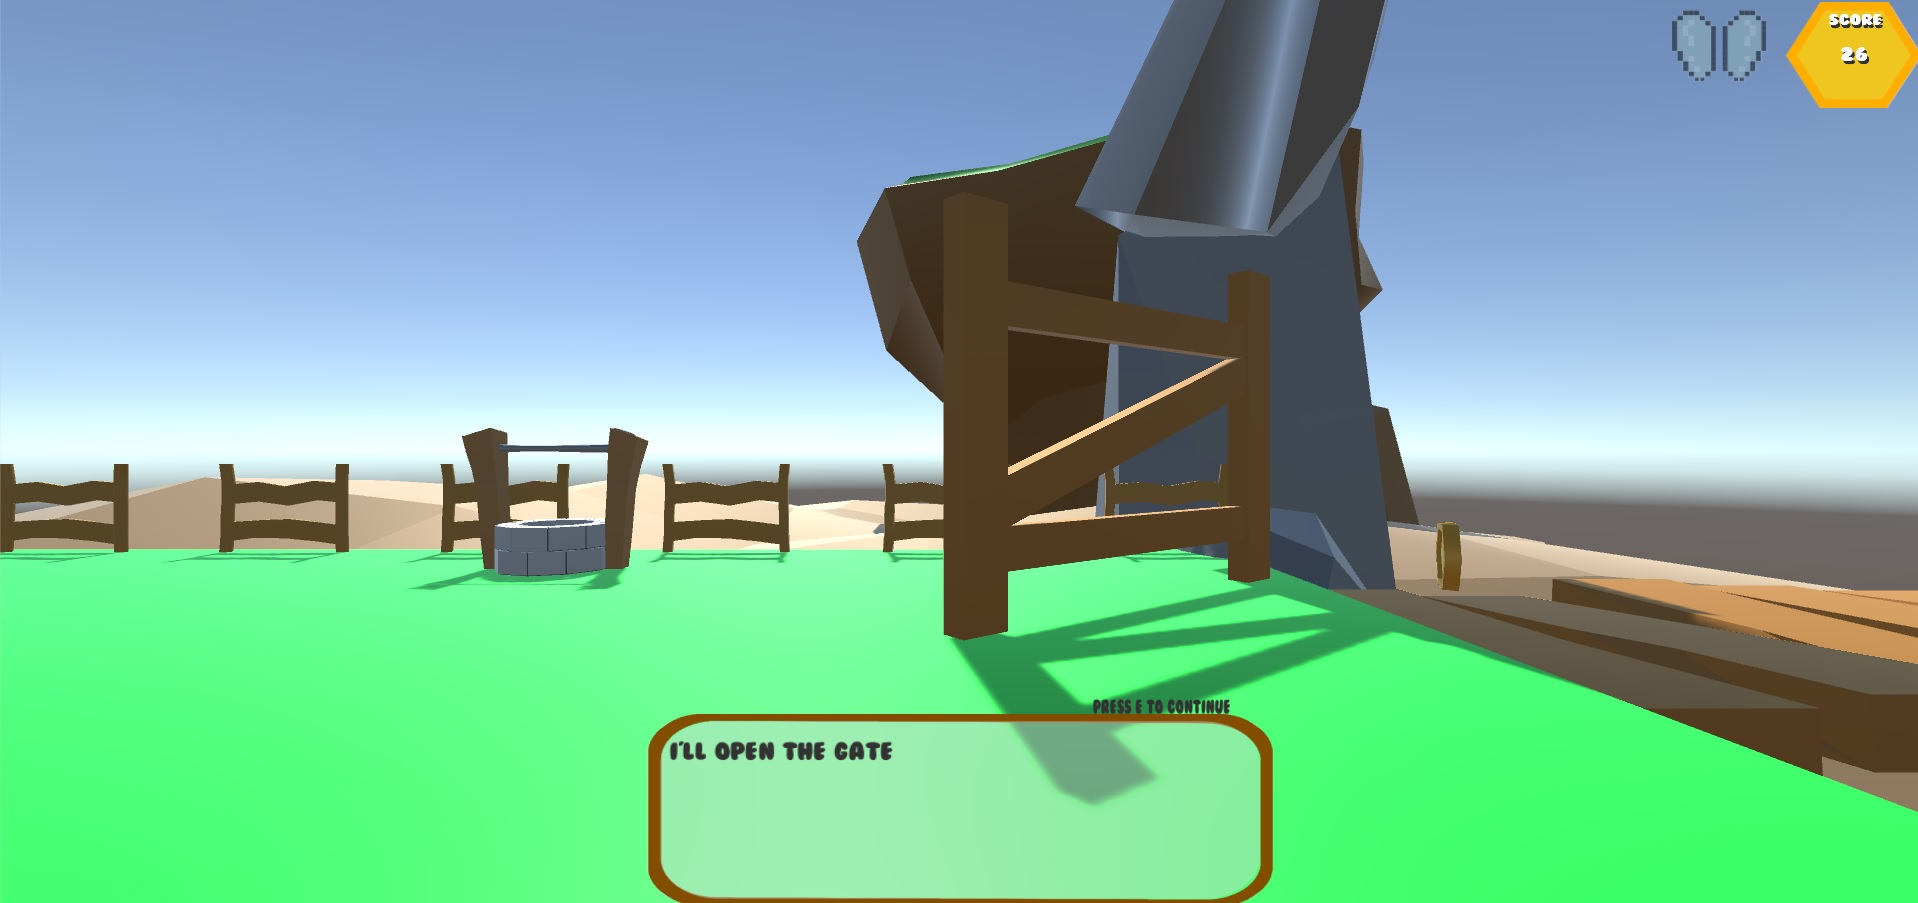 SCORE
26
PRESS E TO CONTINUE
I'LL OPEN THE GATE